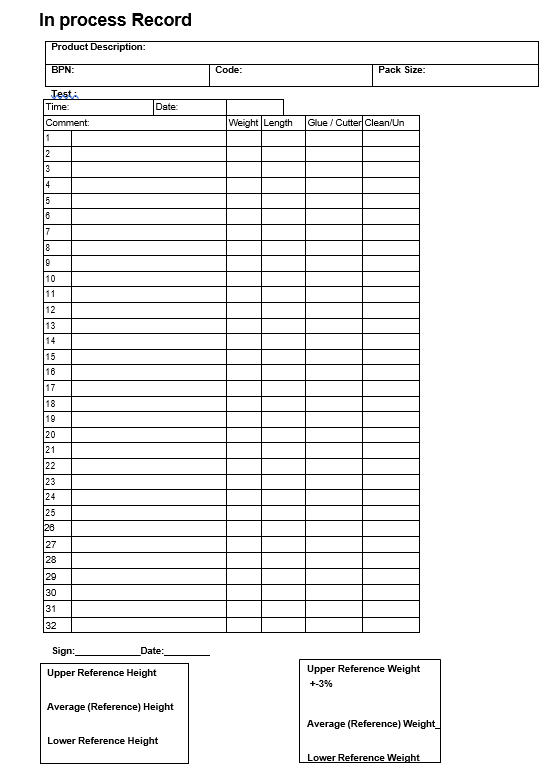 In process Record
Product Description:
BPN: Code: Pack Size:
Test :
Time: Date:
Comment: Weight Length Glue / Cutter Clean/Un
1
2
3
4
5
6
7
8
9
10
11
12
13
14
15
16
17
18
19
20
21
22
23
24
25
26
27
28
29
30
31
32
Sign:___________Date:_________
Upper Reference Height
Average (Reference) Height
Lower Reference Height
Upper Reference Weight
+-3%
Average (Reference) Weight_
Lower Reference Weight